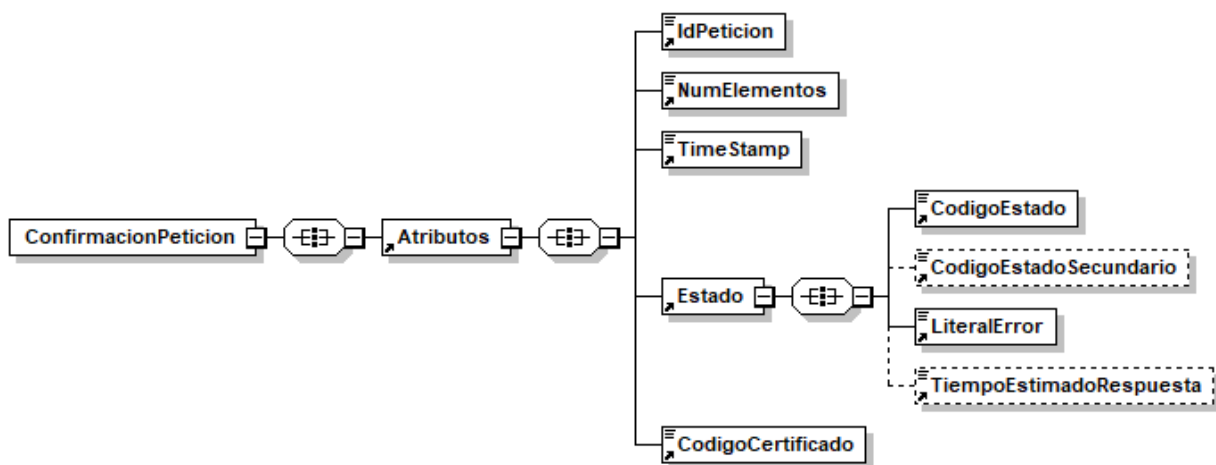 IdPeticion
NumElementos
TimeStamp
ConfirmacionPeticion
Atributos
Estado
CodigoEstado
CodigoEstadoSecundario
LiteralError
TiempoEstimadoRespuesta
CodigoCertificado